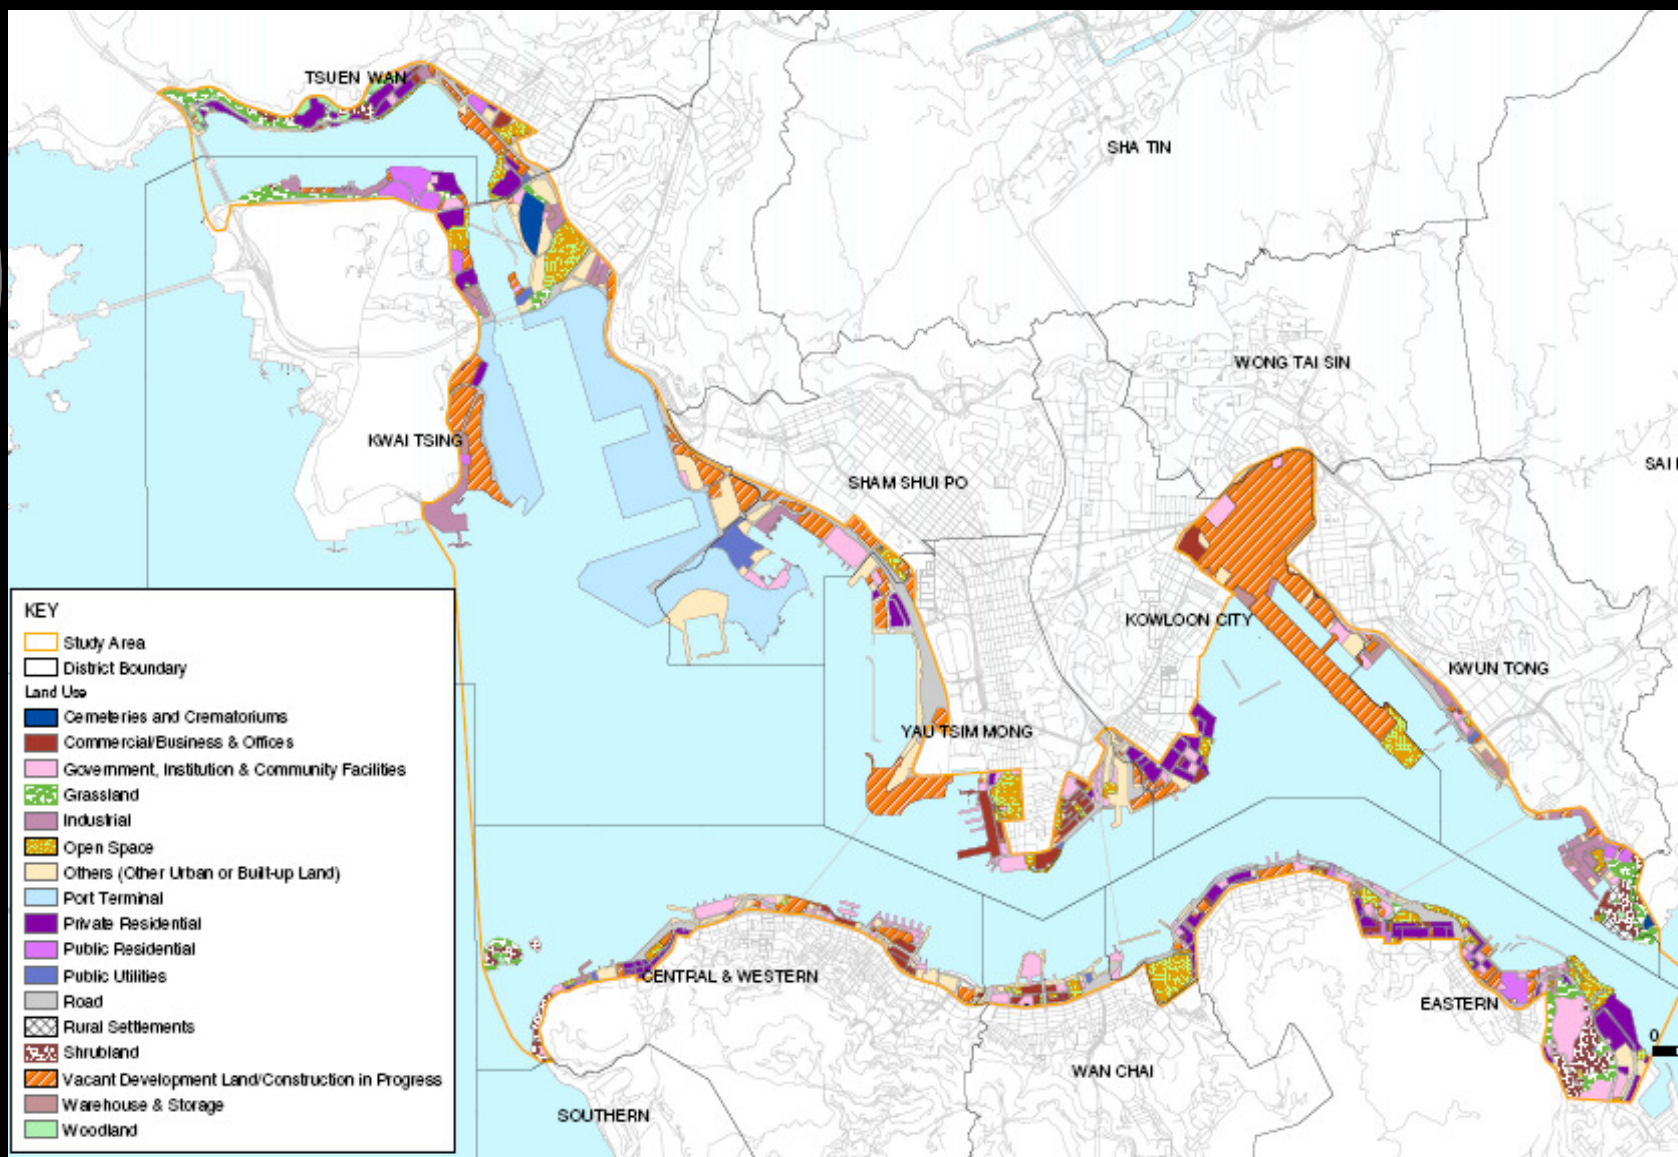 TSUEN WAN
SHA TIN
WONG TAI SIN
KWAI TSING
SAI
SHAM SHUI PO
KOWLOON CITY
KWUN TONG
YAU TSIM MONG
CENTRAL & WESTERN
EASTERN
0
WAN CHAI
SOUTHERN
KEY
Study Area
District Boundary
Land Use
Cemeteries and Crematoriums
Commercial/Business & Offices
Government, Institution & Community Facilities
Grassland
Industrial
Open Space
Others (Other Urban or Built-up Land)
Port Terminal
Private Residential
Public Residential
Public Utilities
Road
Rural Settlements
Shrubland
Vacant Development Land/Construction in Progress
Warehouse & Storage
Woodland